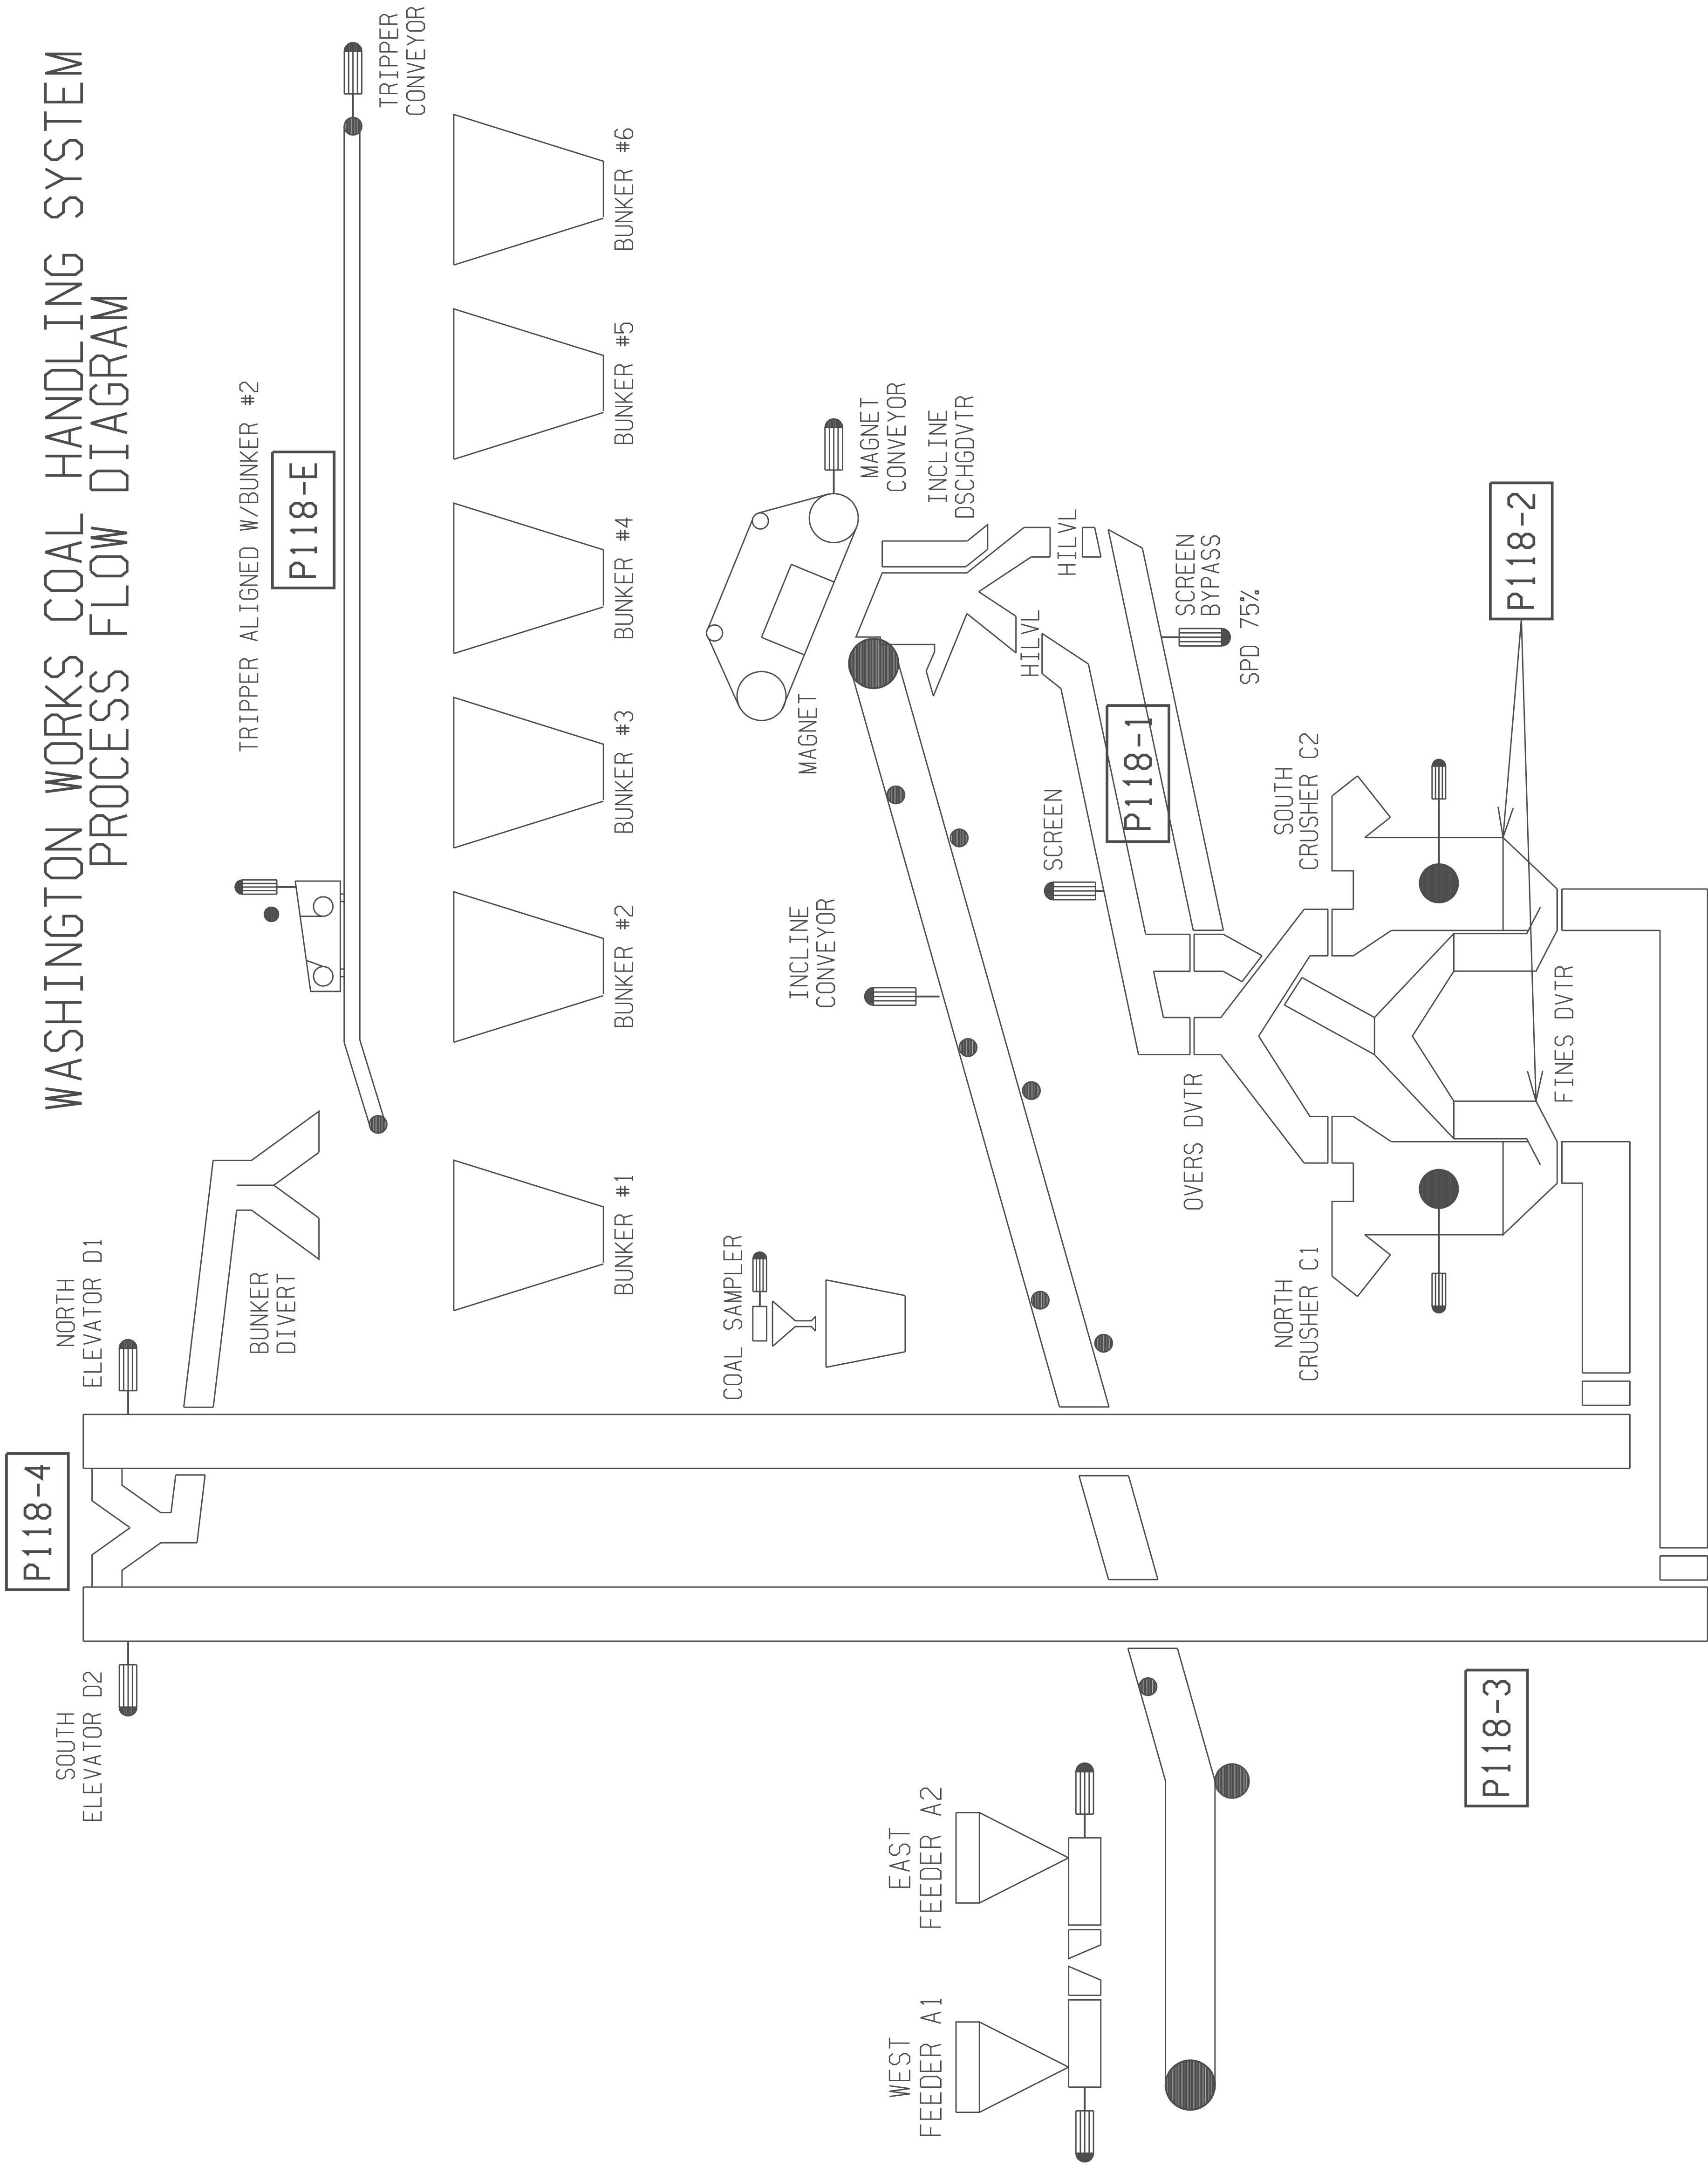 WASHINGTON WORKS COAL HANDLING SYSTEM
PROCESS FLOW DIAGRAM
P118-4
SOUTH
ELEVATOR D2
NORTH
ELEVATOR D1
BUNKER
DIVERT
TRIPPER ALIGNED W/BUNKER #2
P118-E
TRIPPER
CONVEYOR
BUNKER #1
BUNKER #2
BUNKER #3
BUNKER #4
BUNKER #5
BUNKER #6
COAL SAMPLER
INCLINE
CONVEYOR
MAGNET
MAGNET
CONVEYOR
INCLINE
DSCHGDVTR
WEST
FEEDER A1
EAST
FEEDER A2
HILVL
HILVL
SCREEN
P118-1
SCREEN
BYPASS
SPD 75%
OVERS DVTR
NORTH
CRUSHER C1
SOUTH
CRUSHER C2
P118-3
P118-2
FINES DVTR